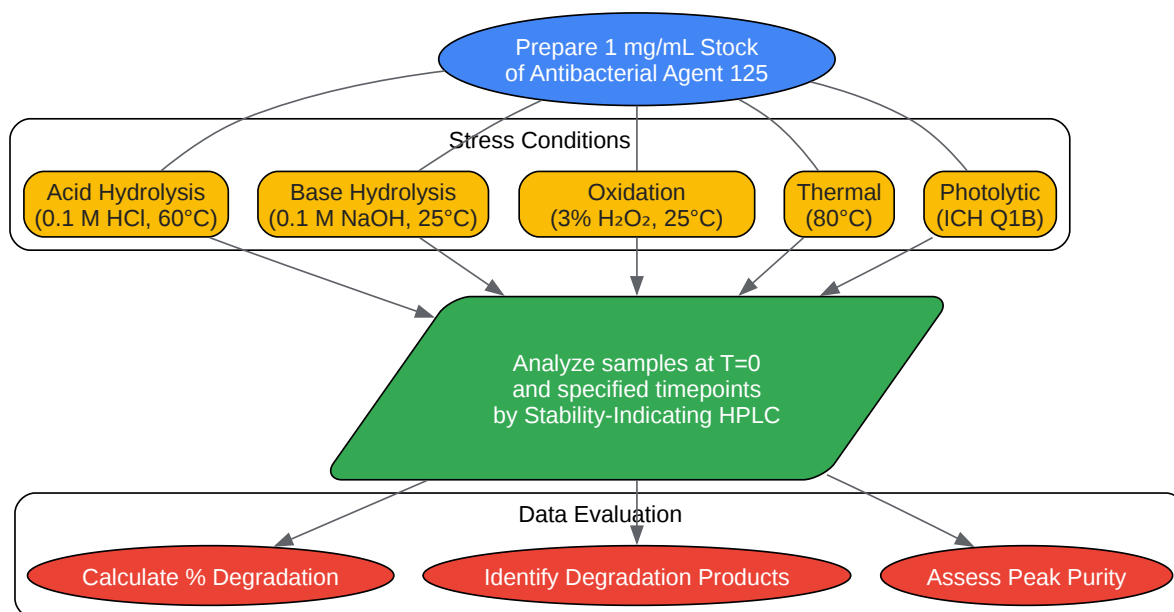 Prepare 1 mg/mL Stock
of Antibacterial Agent 125
Stress Conditions
Acid Hydrolysis
(0.1 M HCl, 60°C)
Base Hydrolysis
(0.1 M NaOH, 25°C)
Oxidation
(3% H₂O₂, 25°C)
Thermal
(80°C)
Photolytic
(ICH Q1B)
Analyze samples at T=0
and specified timepoints
by Stability-Indicating HPLC
Data Evaluation
Calculate % Degradation
Identify Degradation Products
Assess Peak Purity